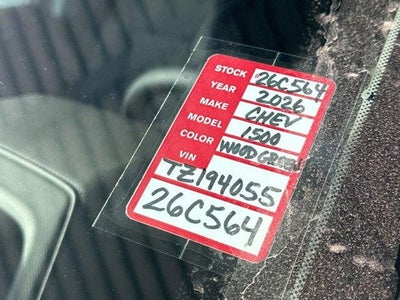 STOCK 26C564
YEAR 2026
MAKE CHEV
MODEL 1500
COLOR WOODGREEN
VIN
TZ194055
26C564